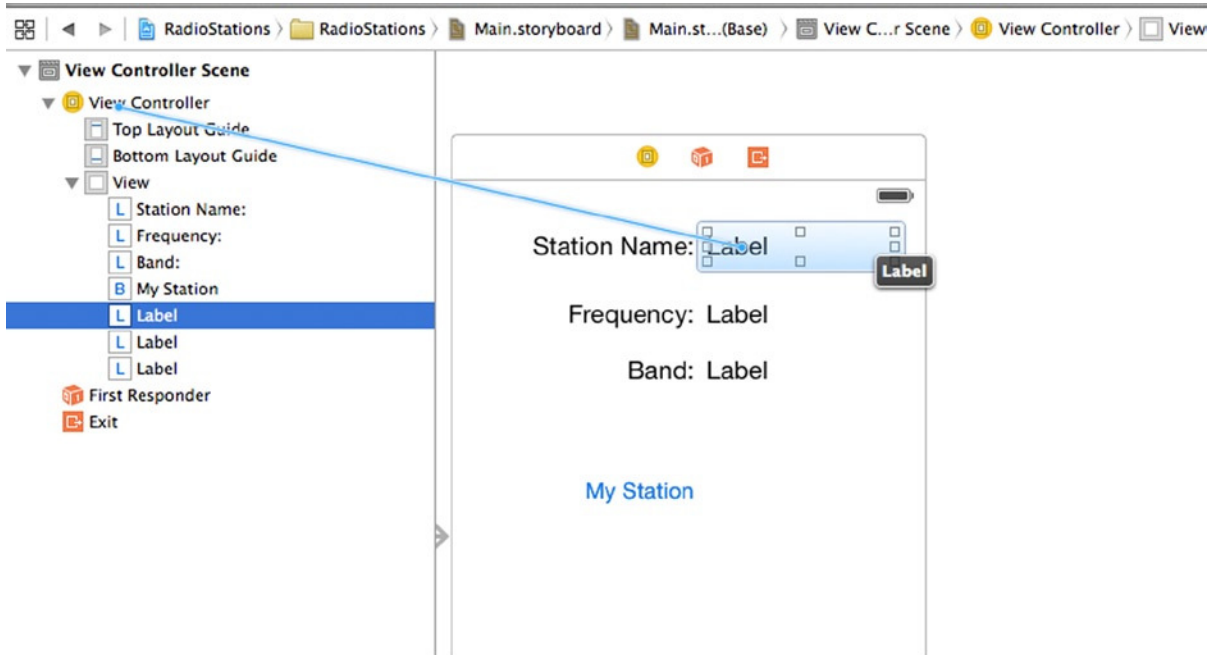 RadioStations RadioStations Main.storyboard Main.st...(Base) View C...r Scene View Controller View
View Controller Scene
View Controller
Top Layout Guide
Bottom Layout Guide
View
L Station Name:
L Frequency:
L Band:
B My Station
L Label
L Label
L Label
First Responder
Exit
Station Name: Label
Label
Frequency: Label
Band: Label
My Station